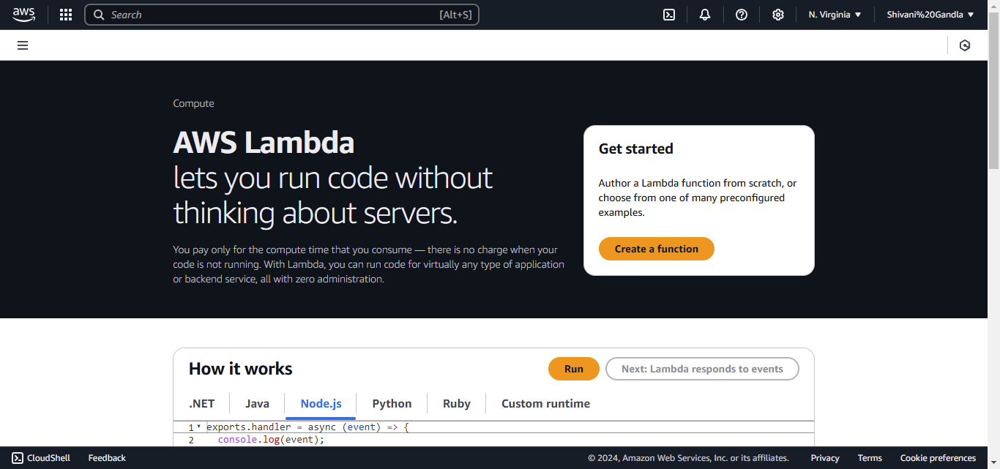 aws
Search
[Alt+S]
N. Virginia
Shivani%20Gandla
Compute
AWS Lambda
lets you run code without
thinking about servers.
You pay only for the compute time that you consume — there is no charge when your
code is not running. With Lambda, you can run code for virtually any type of application
or backend service, all with zero administration.
Get started
Author a Lambda function from scratch, or
choose from one of many preconfigured
examples.
Create a function
How it works
Run
Next: Lambda responds to events
.NET
Java
Node.js
Python
Ruby
Custom runtime
1 exports.handler = async (event) => {
2 console.log(event);
CloudShell
Feedback
© 2024, Amazon Web Services, Inc. or its affiliates.
Privacy
Terms
Cookie preferences